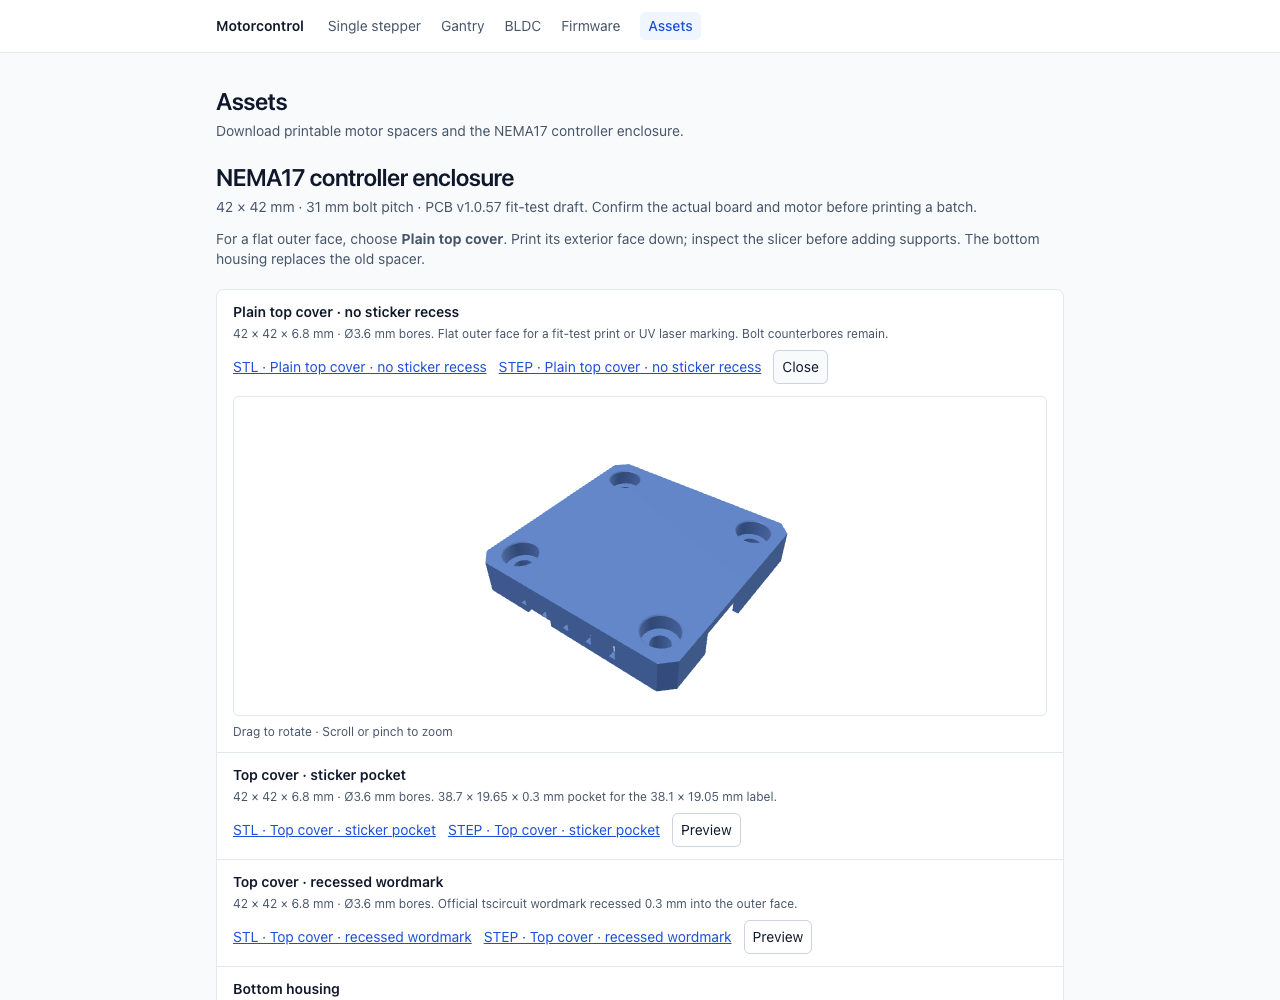 Motorcontrol Single stepper Gantry BLDC Firmware Assets
Assets
Download printable motor spacers and the NEMA17 controller enclosure.
NEMA17 controller enclosure
42 × 42 mm · 31 mm bolt pitch · PCB v1.0.57 fit-test draft. Confirm the actual board and motor before printing a batch.
For a flat outer face, choose Plain top cover. Print its exterior face down; inspect the slicer before adding supports. The bottom
housing replaces the old spacer.
Plain top cover · no sticker recess
42 × 42 × 6.8 mm · Ø3.6 mm bores. Flat outer face for a fit-test print or UV laser marking. Bolt counterbores remain.
STL · Plain top cover · no sticker recess STEP · Plain top cover · no sticker recess Close
Drag to rotate · Scroll or pinch to zoom
Top cover · sticker pocket
42 × 42 × 6.8 mm · Ø3.6 mm bores. 38.7 × 19.65 × 0.3 mm pocket for the 38.1 × 19.05 mm label.
STL · Top cover · sticker pocket STEP · Top cover · sticker pocket Preview
Top cover · recessed wordmark
42 × 42 × 6.8 mm · Ø3.6 mm bores. Official tscircuit wordmark recessed 0.3 mm into the outer face.
STL · Top cover · recessed wordmark STEP · Top cover · recessed wordmark Preview
Bottom housing